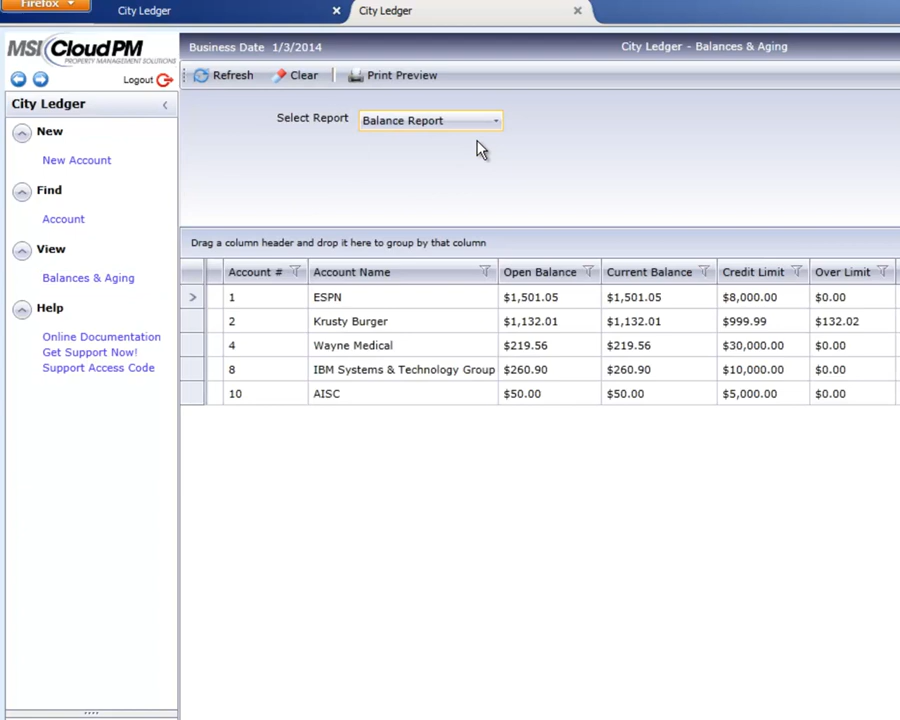 Firefox
City Ledger
City Ledger
MSI CloudPM
PROPERTY MANAGEMENT SOLUTIONS
Logout
Business Date 1/3/2014
City Ledger - Balances & Aging
Refresh Clear Print Preview
City Ledger
New
New Account
Find
Account
View
Balances & Aging
Help
Online Documentation
Get Support Now!
Support Access Code
Select Report Balance Report
Drag a column header and drop it here to group by that column
Account # Account Name Open Balance Current Balance Credit Limit Over Limit
1 ESPN $1,501.05 $1,501.05 $8,000.00 $0.00
2 Krusty Burger $1,132.01 $1,132.01 $999.99 $132.02
4 Wayne Medical $219.56 $219.56 $30,000.00 $0.00
8 IBM Systems & Technology Group $260.90 $260.90 $10,000.00 $0.00
10 AISC $50.00 $50.00 $5,000.00 $0.00